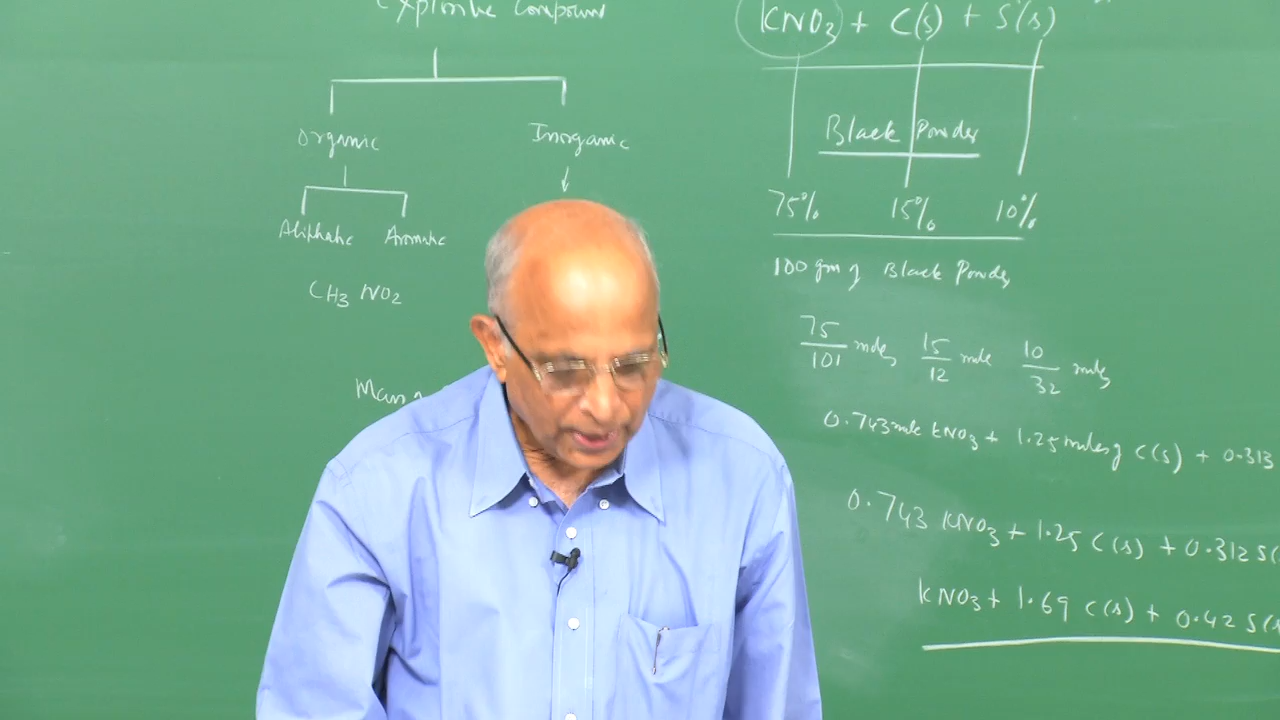 Explosive Compound
Organic Inorganic
Aliphatic Aromatic
CH3 NO2
KNO3 + C(s) + S(s)
Black Powder
75% 15% 10%
100 gm of Black Powder
75/101 moles 15/12 mole 10/32 moles
0.743 mole KNO3 + 1.25 moles of C(s) + 0.313
0.743 KNO3 + 1.25 C(s) + 0.312 S(
KNO3 + 1.69 C(s) + 0.42 S(s